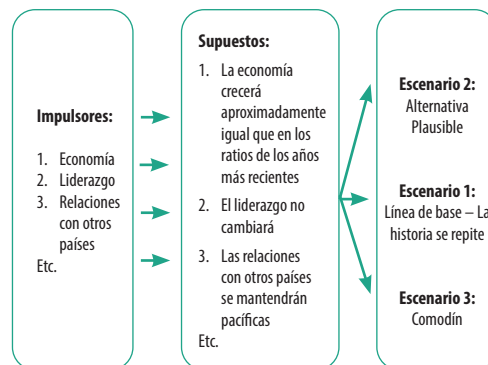 Impulsores:
1. Economía
2. Liderazgo
3. Relaciones
con otros
países
Etc.
Supuestos:
1. La economía
crecerá
aproximadamente
igual que en los
ratios de los años
más recientes
2. El liderazgo no
cambiará
3. Las relaciones
con otros países
se mantendrán
pacíficas
Etc.
Escenario 2:
Alternativa
Plausible
Escenario 1:
Línea de base – La
historia se repite
Escenario 3:
Comodín